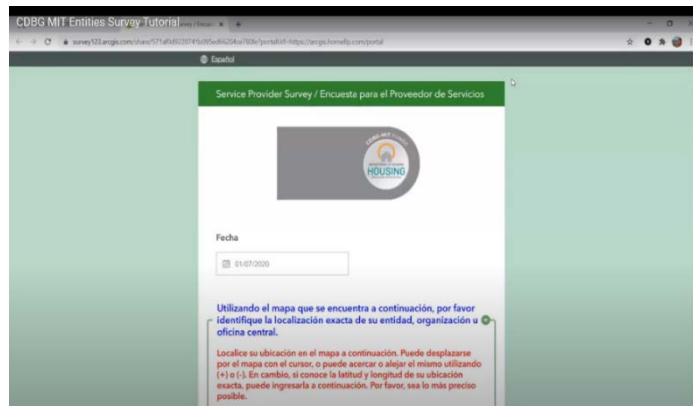 CDBG MIT Entities Survey Tutorial
Español
Service Provider Survey / Encuesta para el Proveedor de Servicios
CDBG-MIT
HOUSING
Fecha
01/07/2020
Utilizando el mapa que se encuentra a continuación, por favor
identifique la localización exacta de su entidad, organización u
oficina central.
Localice su ubicación en el mapa a continuación. Puede desplazarse
por el mapa con el cursor, o puede acercar o alejar el mismo utilizando
(+) o (-). En cambio, si conoce la latitud y longitud de su ubicación
exacta, puede ingresarla a continuación. Por favor, sea lo más preciso
posible.